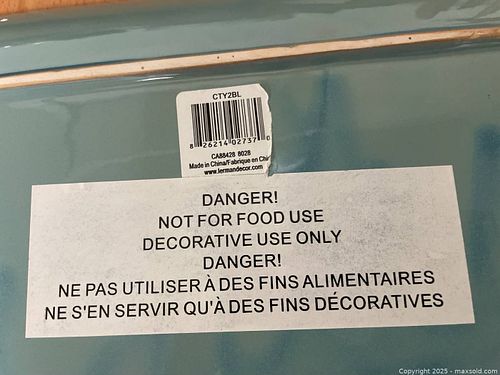 CTY2BL
8 26214 02737 0
CA88428 8028
Made in China/Fabriqué en Chi
www.lermandecor.com
DANGER!
NOT FOR FOOD USE
DECORATIVE USE ONLY
DANGER!
NE PAS UTILISER À DES FINS ALIMENTAIRES
NE S'EN SERVIR QU'À DES FINS DÉCORATIVES
Copyright 2025 - maxsold.com